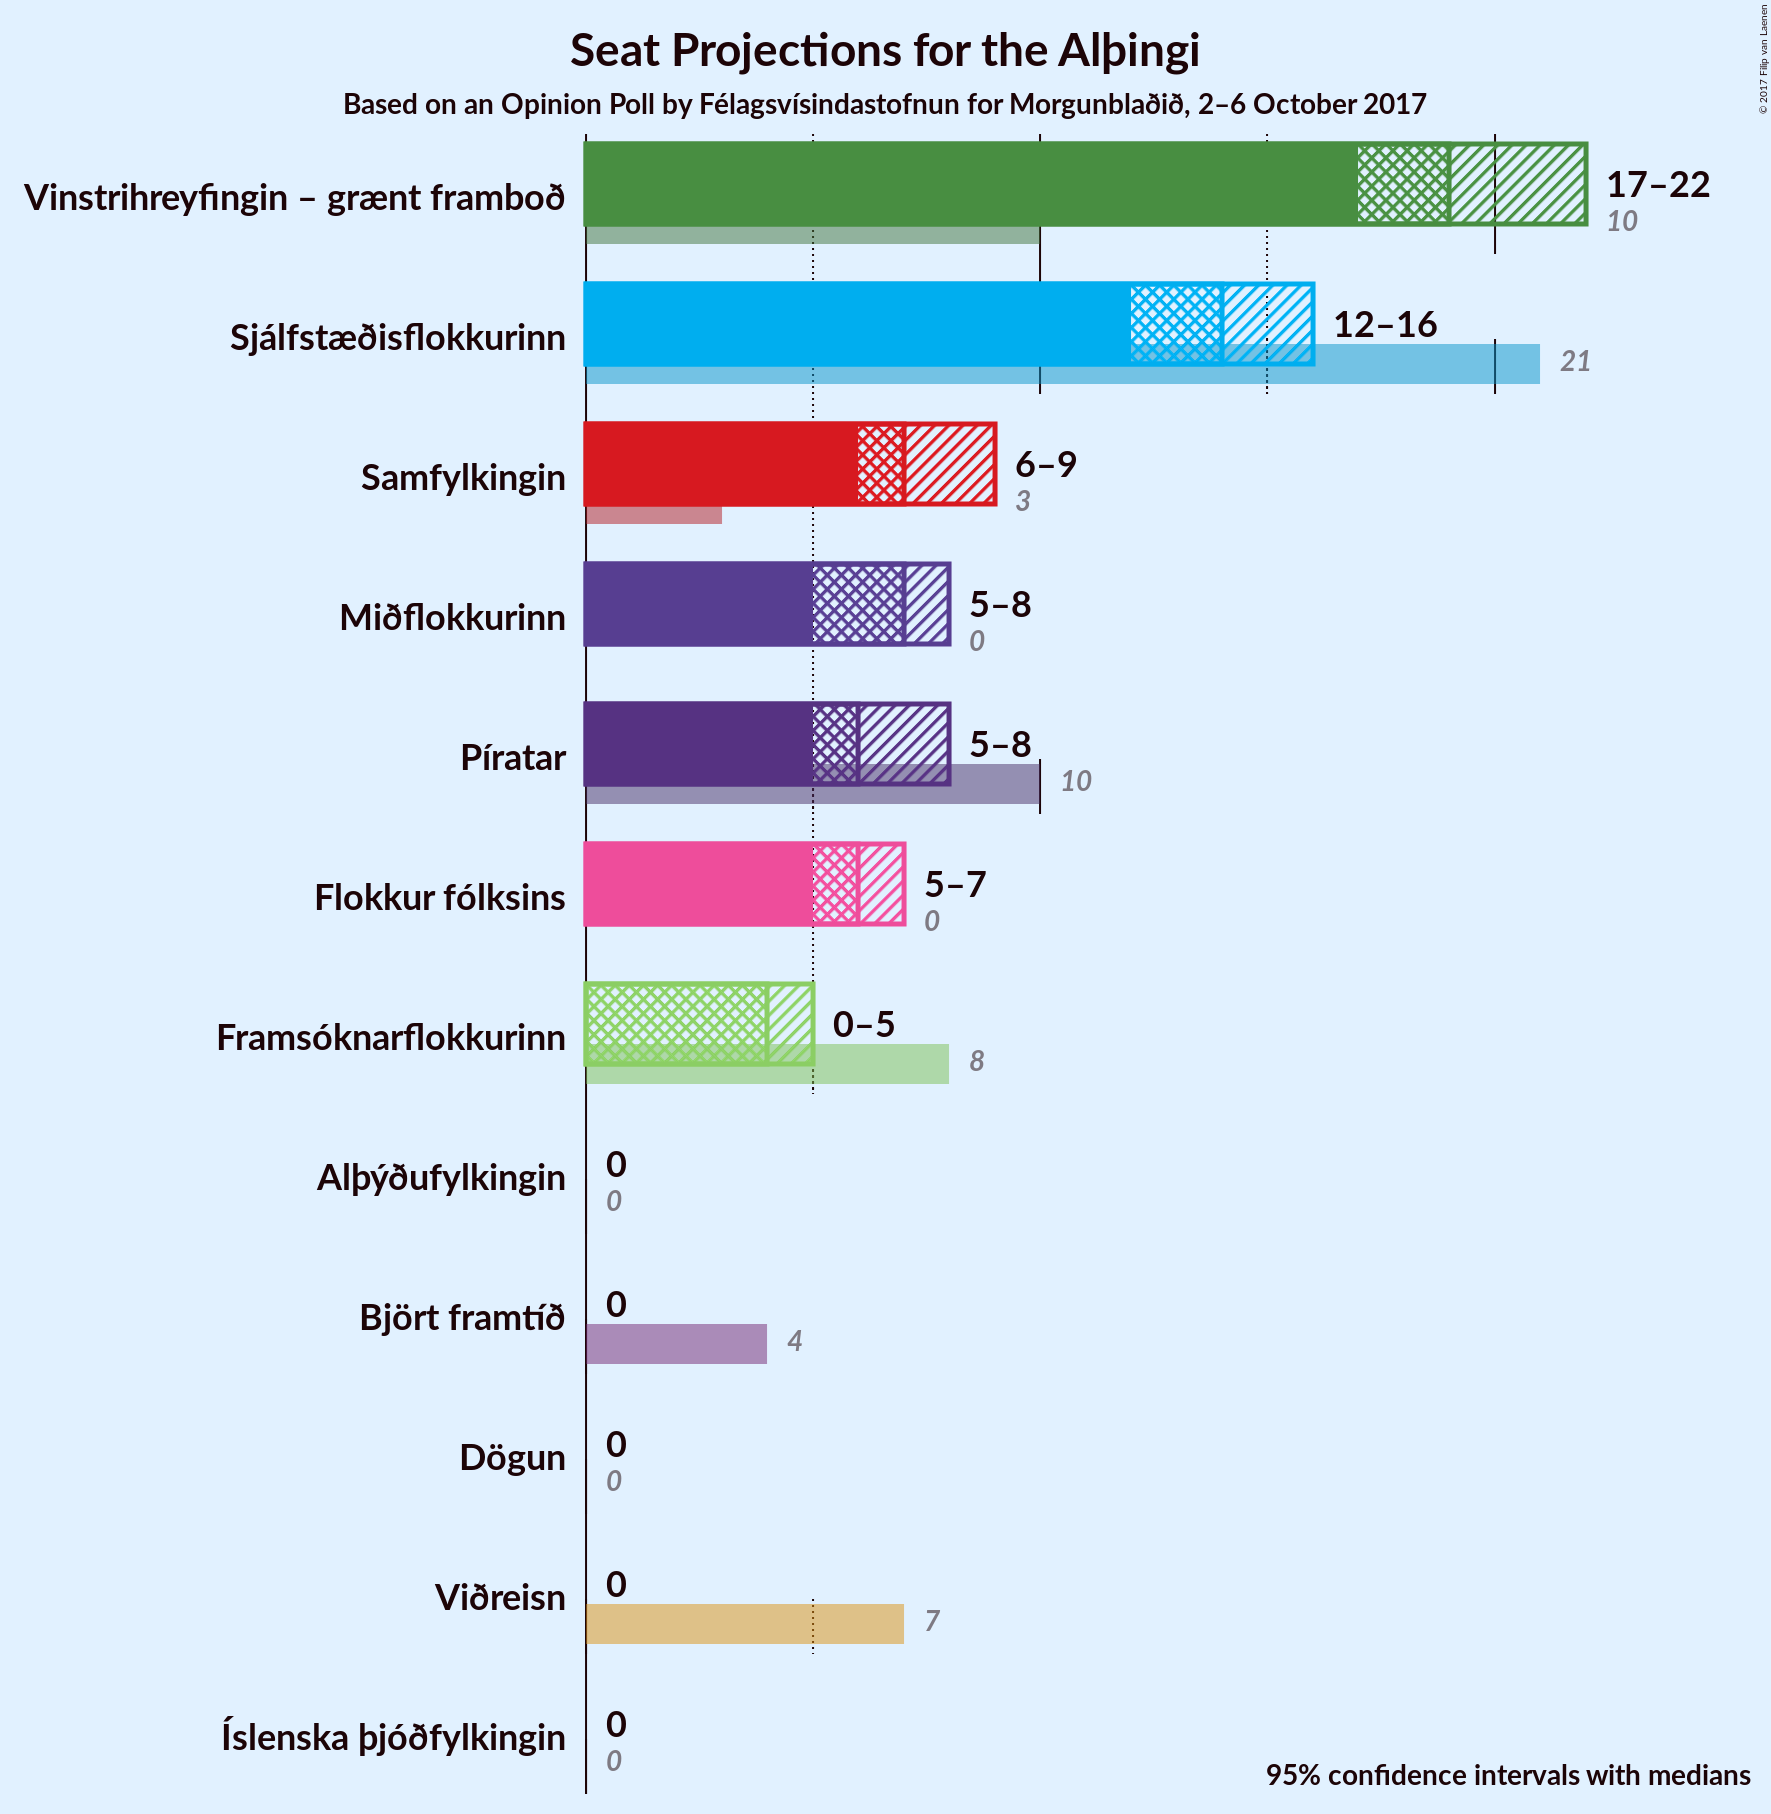 © 2017 Filip van Laenen
Seat Projections for the Alþingi
Based on an Opinion Poll by Félagsvísindastofnun for Morgunblaðið, 2–6 October 2017
Vinstrihreyfingin – grænt framboð
17–22
10
Sjálfstæðisflokkurinn
12–16
21
Samfylkingin
6–9
3
Miðflokkurinn
5–8
0
Píratar
5–8
10
Flokkur fólksins
5–7
0
Framsóknarflokkurinn
0–5
8
Alþýðufylkingin
0
0
Björt framtíð
0
4
Dögun
0
0
Viðreisn
0
7
Íslenska þjóðfylkingin
0
0
95% confidence intervals with medians